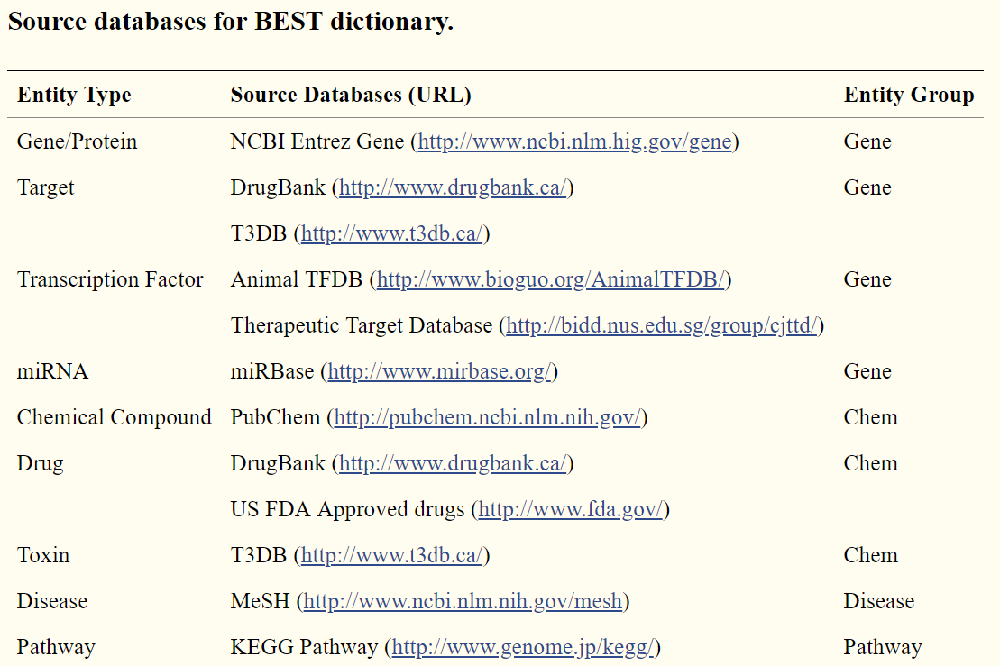 Source databases for BEST dictionary.
Entity Type Source Databases (URL) Entity Group
Gene/Protein NCBI Entrez Gene (http://www.ncbi.nlm.hig.gov/gene) Gene
Target DrugBank (http://www.drugbank.ca/) Gene
T3DB (http://www.t3db.ca/)
Transcription Factor Animal TFDB (http://www.bioguo.org/AnimalTFDB/) Gene
Therapeutic Target Database (http://bidd.nus.edu.sg/group/cjttd/)
miRNA miRBase (http://www.mirbase.org/) Gene
Chemical Compound PubChem (http://pubchem.ncbi.nlm.nih.gov/) Chem
Drug DrugBank (http://www.drugbank.ca/) Chem
US FDA Approved drugs (http://www.fda.gov/)
Toxin T3DB (http://www.t3db.ca/) Chem
Disease MeSH (http://www.ncbi.nlm.nih.gov/mesh) Disease
Pathway KEGG Pathway (http://www.genome.jp/kegg/) Pathway